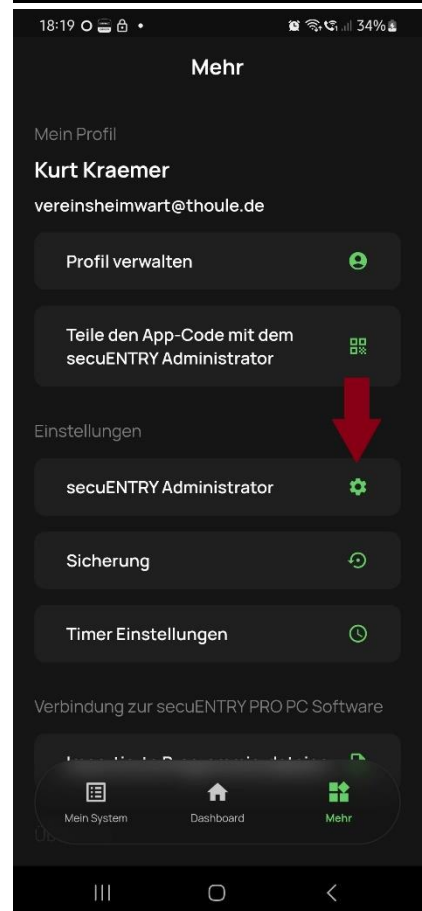 18:19
34%
Mehr
Mein Profil
Kurt Kraemer
vereinsheimwart@thoule.de
Profil verwalten
Teile den App-Code mit dem
secuENTRY Administrator
Einstellungen
secuENTRY Administrator
Sicherung
Timer Einstellungen
Verbindung zur secuENTRY PRO PC Software
Mein System
Dashboard
Mehr